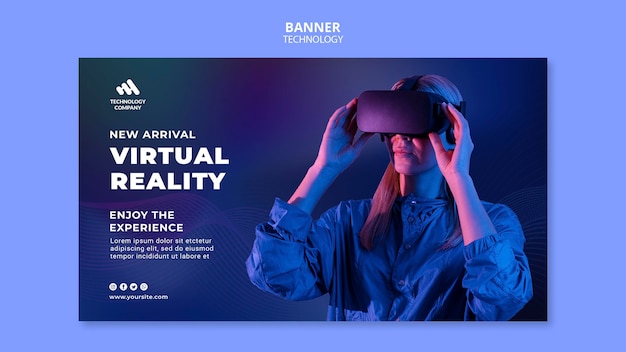 BANNER
TECHNOLOGY
TECHNOLOGY
COMPANY
NEW ARRIVAL
VIRTUAL
REALITY
ENJOY THE
EXPERIENCE
Lorem ipsum dolor sit etctetur
adipiscing elit, sed do eiusmod
tempor incididunt ut labore et
www.yoursite.com